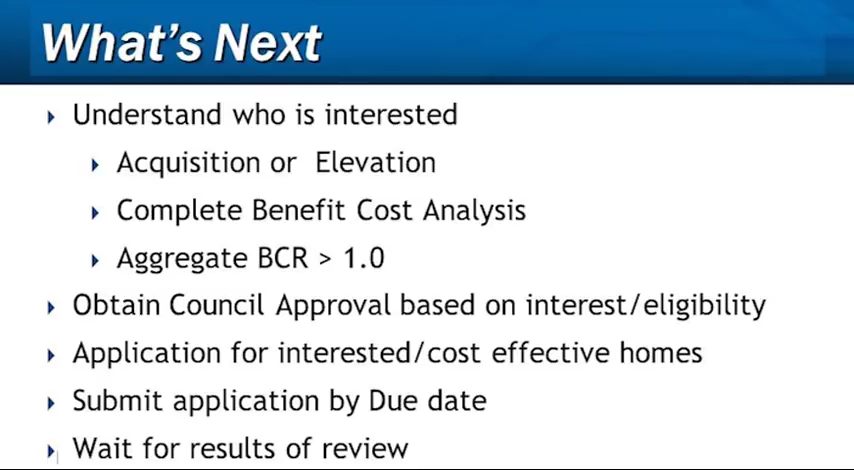 What's Next
Understand who is interested
Acquisition or Elevation
Complete Benefit Cost Analysis
Aggregate BCR > 1.0
Obtain Council Approval based on interest/eligibility
Application for interested/cost effective homes
Submit application by Due date
Wait for results of review